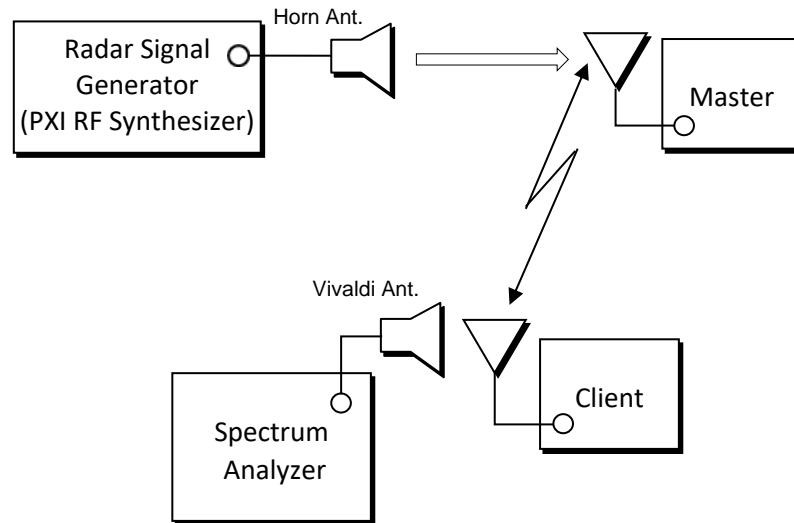 Horn Ant.
Radar Signal
Generator
(PXI RF Synthesizer)
Master
Vivaldi Ant.
Client
Spectrum
Analyzer